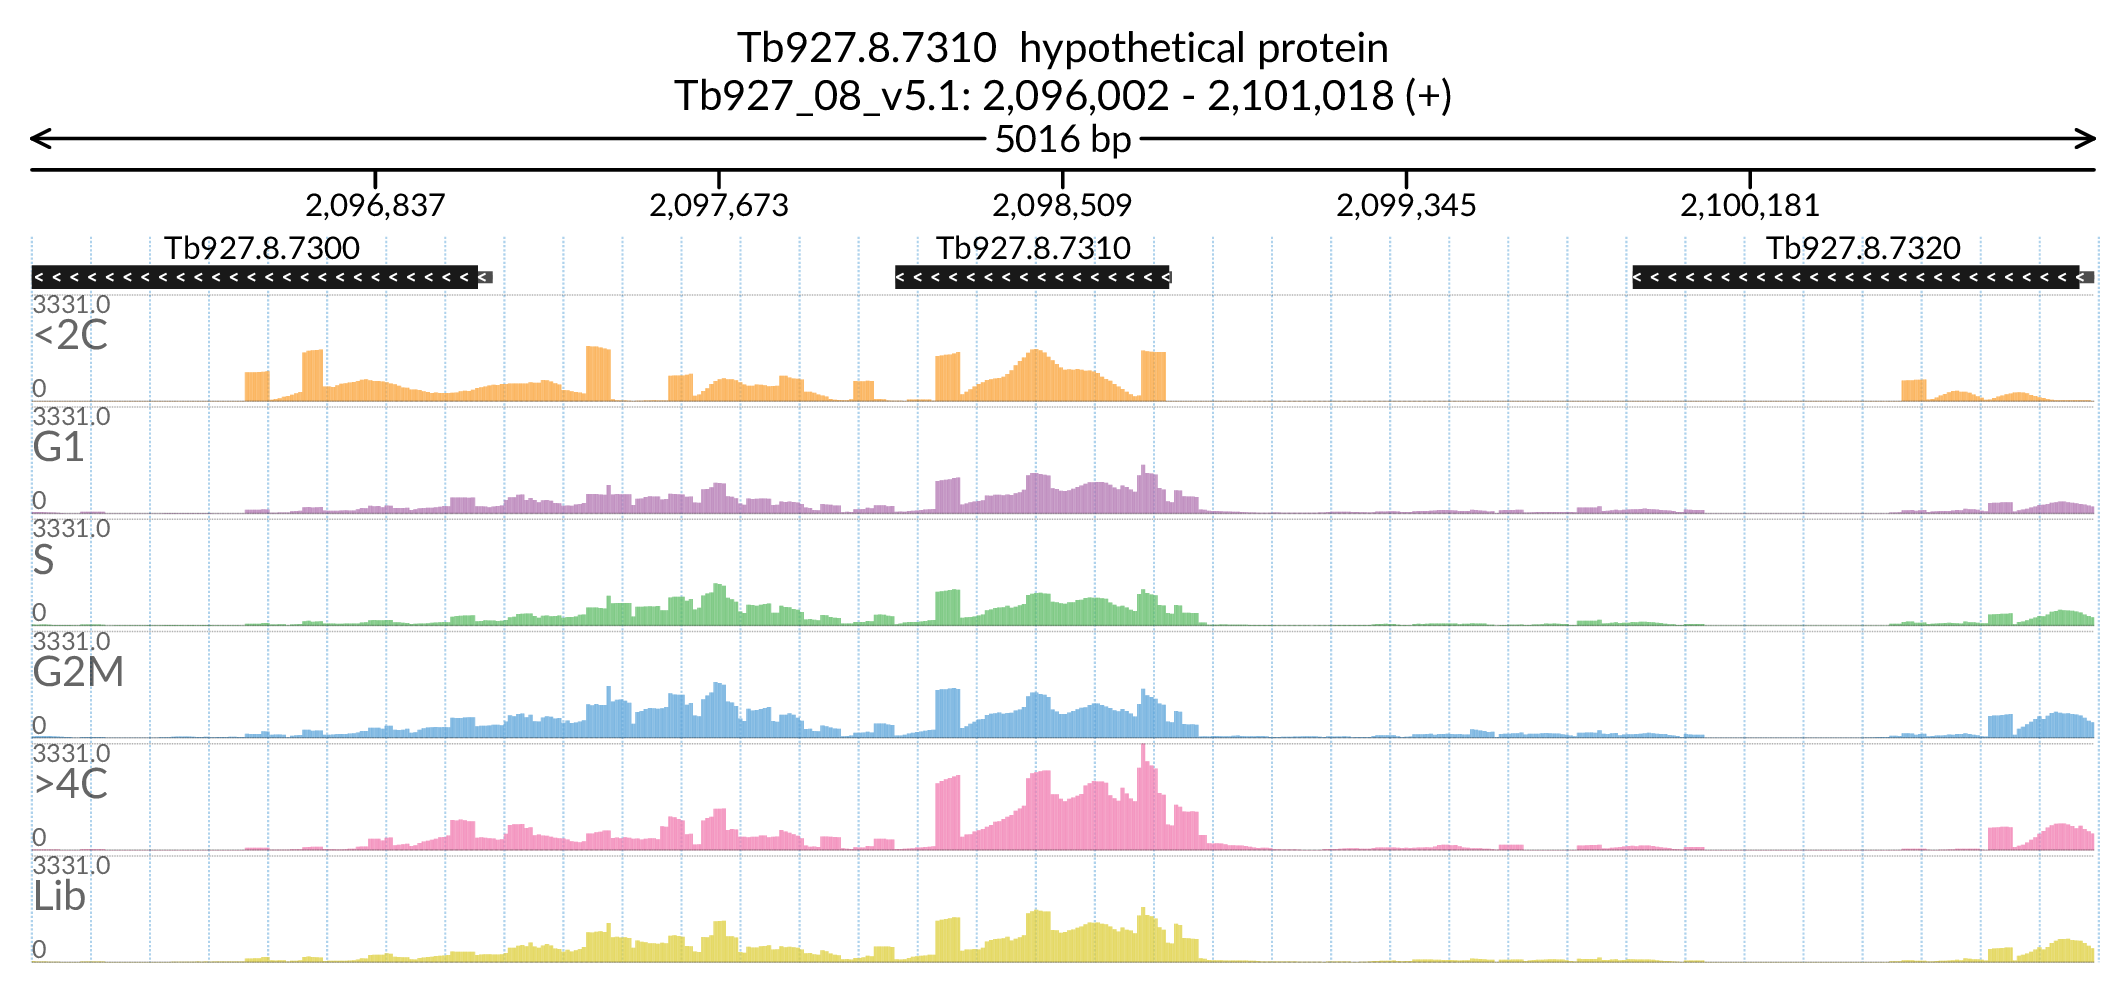 Tb927.8.7310  hypothetical protein
Tb927_08_v5.1: 2,096,002 - 2,101,018 (+)
5016 bp
2,096,837 2,097,673 2,098,509 2,099,345 2,100,181
Tb927.8.7300 Tb927.8.7310 Tb927.8.7320
3331.0
<2C
0
3331.0
G1
0
3331.0
S
0
3331.0
G2M
0
3331.0
>4C
0
3331.0
Lib
0